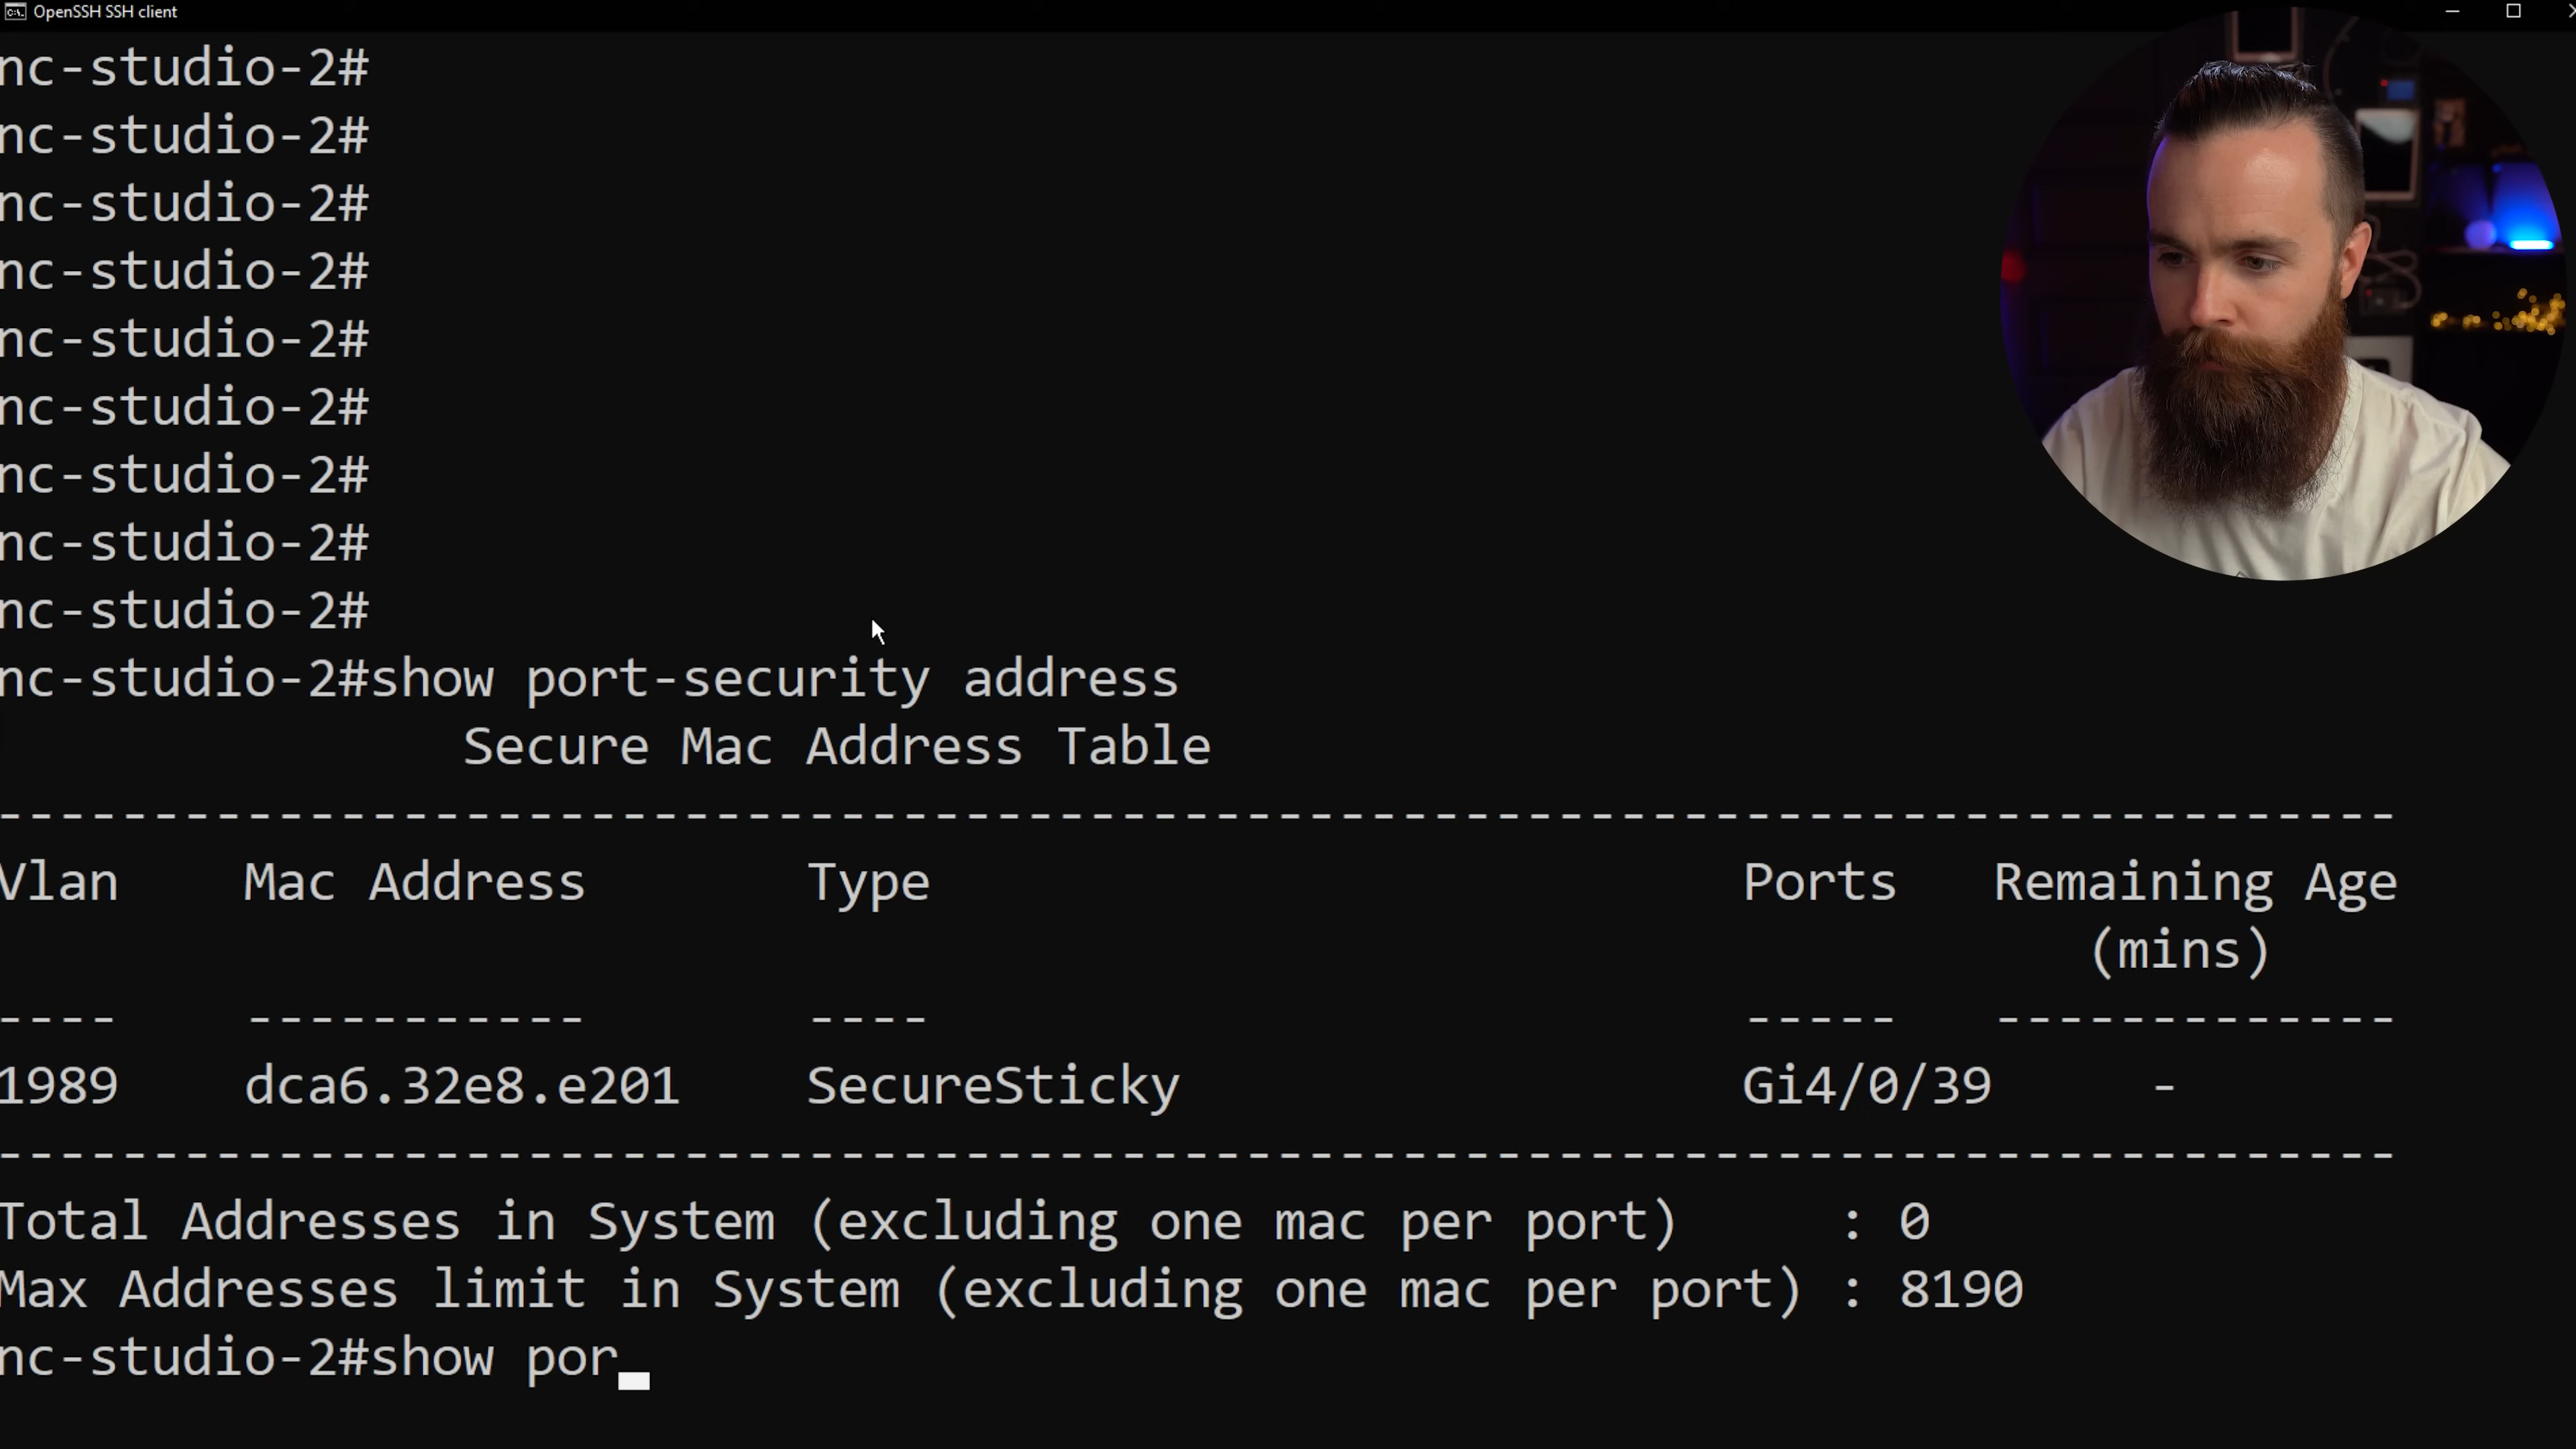 OpenSSH SSH client
nc-studio-2#
nc-studio-2#
nc-studio-2#
nc-studio-2#
nc-studio-2#
nc-studio-2#
nc-studio-2#
nc-studio-2#
nc-studio-2#
nc-studio-2#show port-security address
Secure Mac Address Table
--------------------------------------------------------------------------
Vlan Mac Address Type Ports Remaining Age
(mins)
---- ----------- ---- ----- -------------
1989 dca6.32e8.e201 SecureSticky Gi4/0/39 -
--------------------------------------------------------------------------
Total Addresses in System (excluding one mac per port) : 0
Max Addresses limit in System (excluding one mac per port) : 8190
nc-studio-2#show por